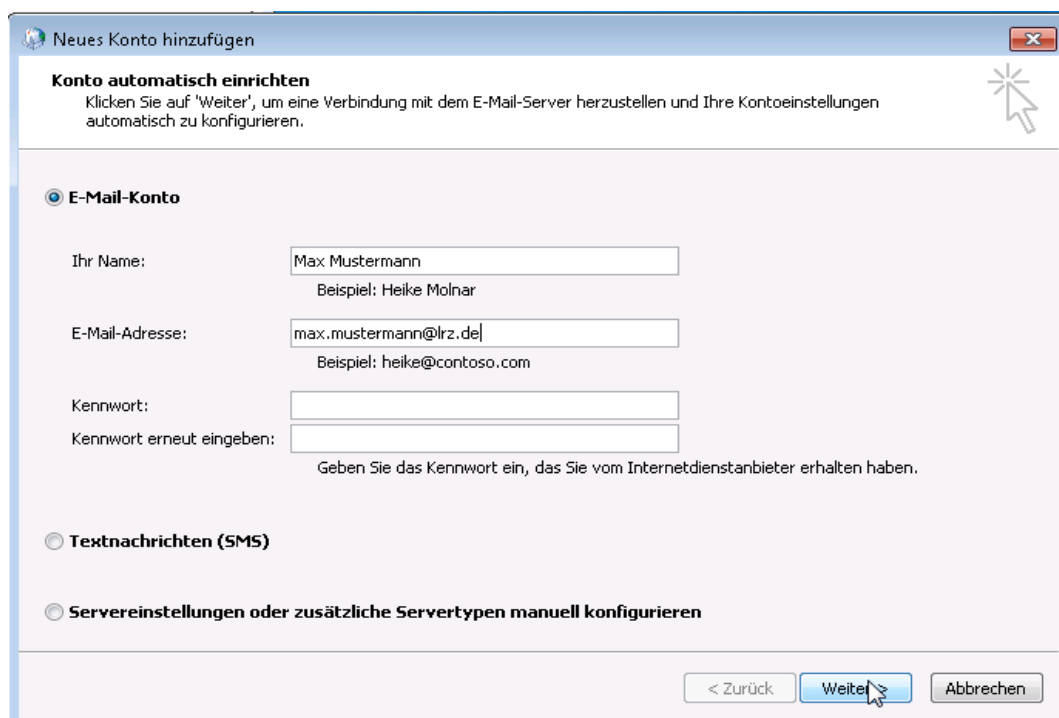 Neues Konto hinzufügen
Konto automatisch einrichten
Klicken Sie auf 'Weiter', um eine Verbindung mit dem E-Mail-Server herzustellen und Ihre Kontoeinstellungen
automatisch zu konfigurieren.
E-Mail-Konto
Ihr Name: Max Mustermann
Beispiel: Heike Molnar
E-Mail-Adresse: max.mustermann@lrz.de
Beispiel: heike@contoso.com
Kennwort:
Kennwort erneut eingeben:
Geben Sie das Kennwort ein, das Sie vom Internetdienstanbieter erhalten haben.
Textnachrichten (SMS)
Servereinstellungen oder zusätzliche Servertypen manuell konfigurieren
< Zurück Weiter > Abbrechen